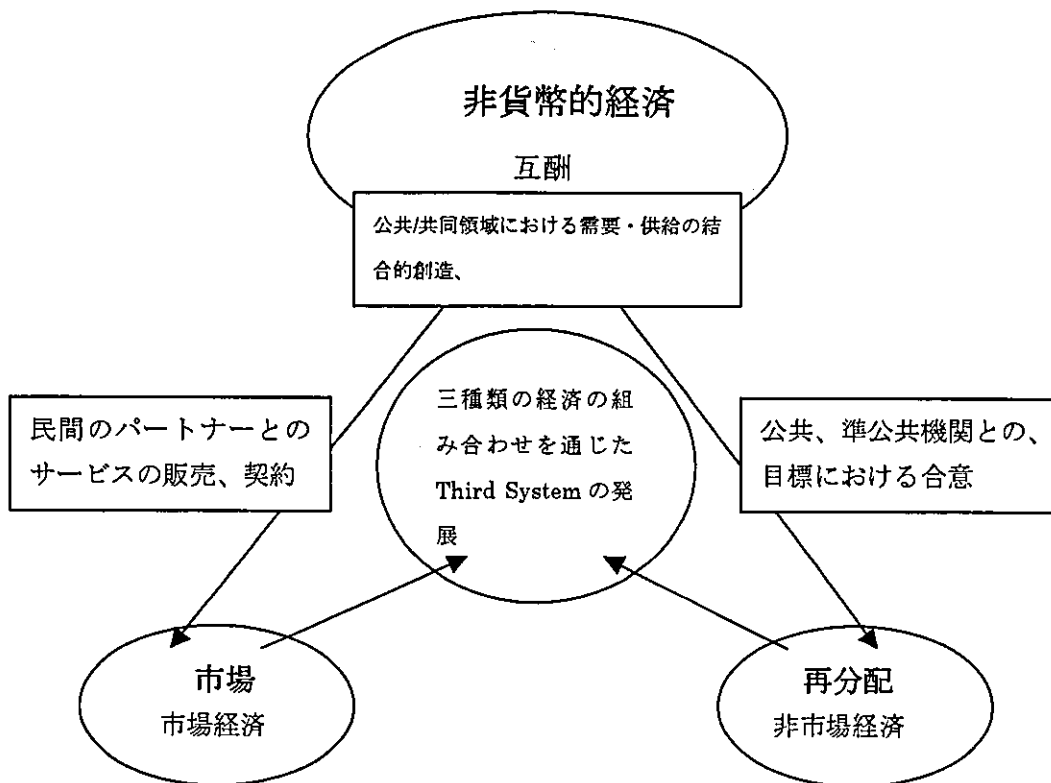 非貨幣的経済
互酬
公共/共同領域における需要・供給の結
合的創造、
三種類の経済の組
み合わせを通じた
Third System の発
展
民間のパートナーとの
サービスの販売、契約
公共、準公共機関との、
目標における合意
市場
市場経済
再分配
非市場経済